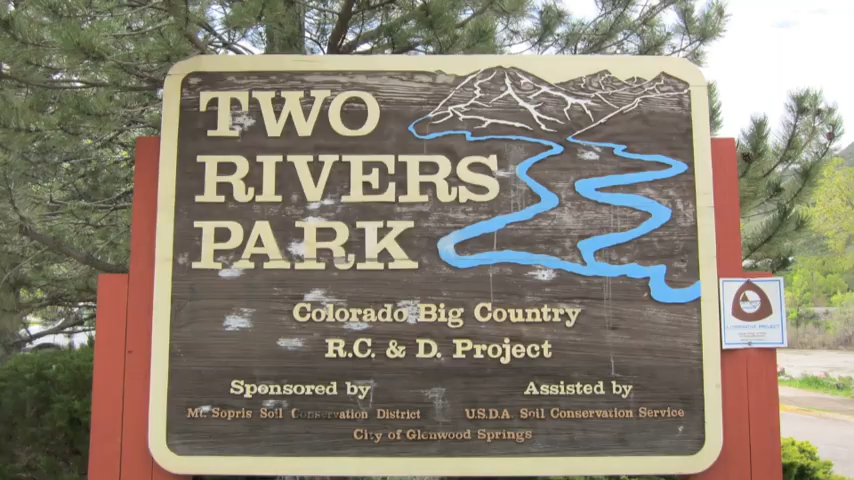 TWO
RIVERS
PARK
Colorado Big Country
R.C. & D. Project
Sponsored by
Assisted by
Mt. Sopris Soil Conservation District
U.S.D.A. Soil Conservation Service
City of Glenwood Springs